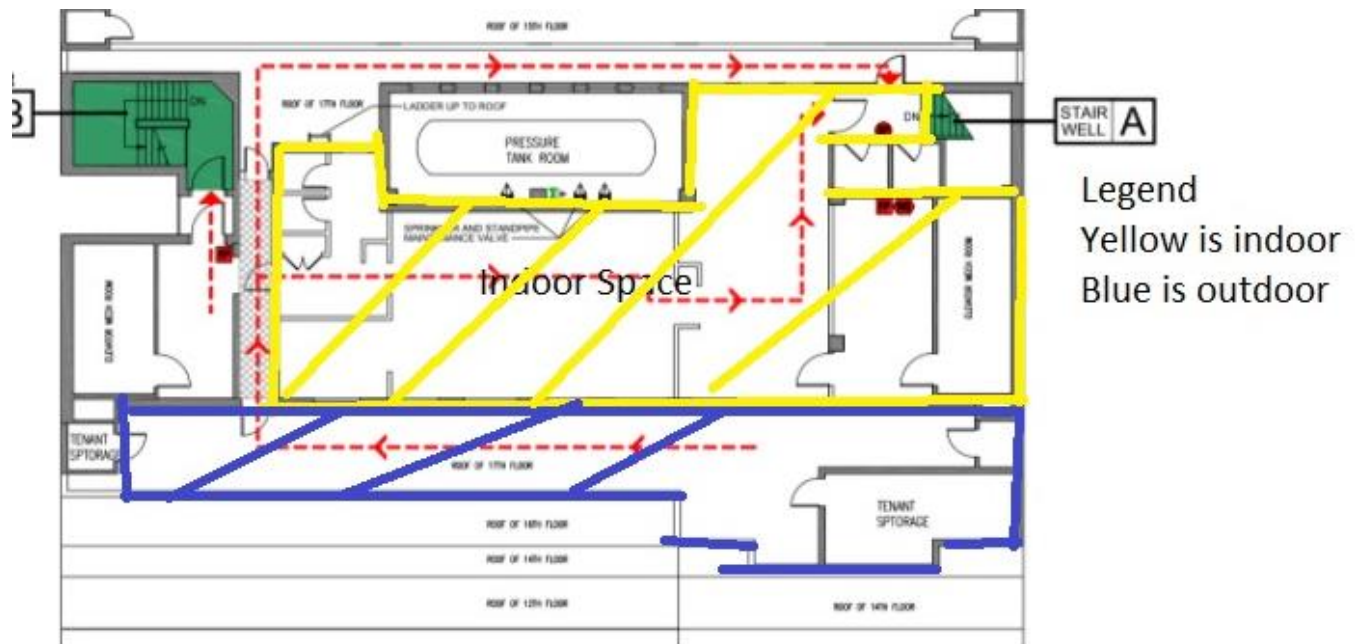 ROOF OF 15TH FLOOR
DN
B
ROOF OF 17TH FLOOR
LADDER UP TO ROOF
PRESSURE
TANK ROOM
DN
STAIR
WELL A
SPRINKLER AND STANDPIPE
MAINTENANCE VALVE
Indoor Space
Legend
Yellow is indoor
Blue is outdoor
TENANT
SPTORAGE
ROOF OF 17TH FLOOR
TENANT
SPTORAGE
ROOF OF 16TH FLOOR
ROOF OF 14TH FLOOR
ROOF OF 12TH FLOOR
ROOF OF 14TH FLOOR